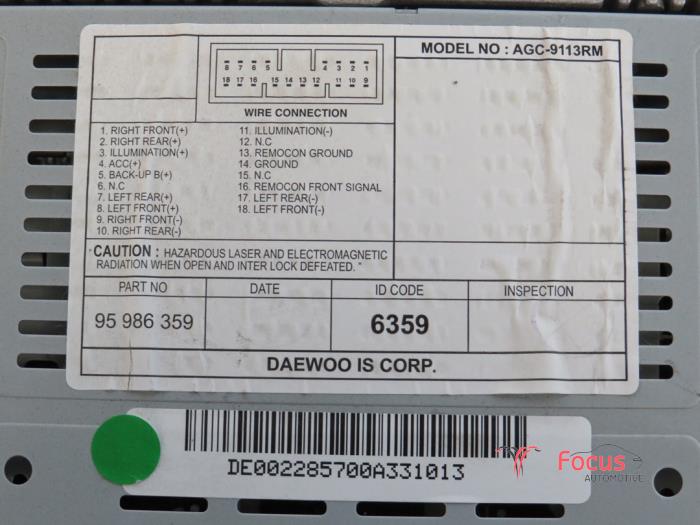 MODEL NO : AGC-9113RM
8 7 6 5 4 3 2 1
18 17 16 15 14 13 12 11 10 9
WIRE CONNECTION
1. RIGHT FRONT(+)
2. RIGHT REAR(+)
3. ILLUMINATION(+)
4. ACC(+)
5. BACK-UP B(+)
6. N.C
7. LEFT REAR(+)
8. LEFT FRONT(+)
9. RIGHT FRONT(-)
10. RIGHT REAR(-)
11. ILLUMINATION(-)
12. N.C
13. REMOCON GROUND
14. GROUND
15. N.C
16. REMOCON FRONT SIGNAL
17. LEFT REAR(-)
18. LEFT FRONT(-)
"CAUTION : HAZARDOUS LASER AND ELECTROMAGNETIC
RADIATION WHEN OPEN AND INTER LOCK DEFEATED. "
PART NO DATE ID CODE INSPECTION
95 986 359 6359
DAEWOO IS CORP.
DE002285700A331013
Focus
AUTOMOTIVE